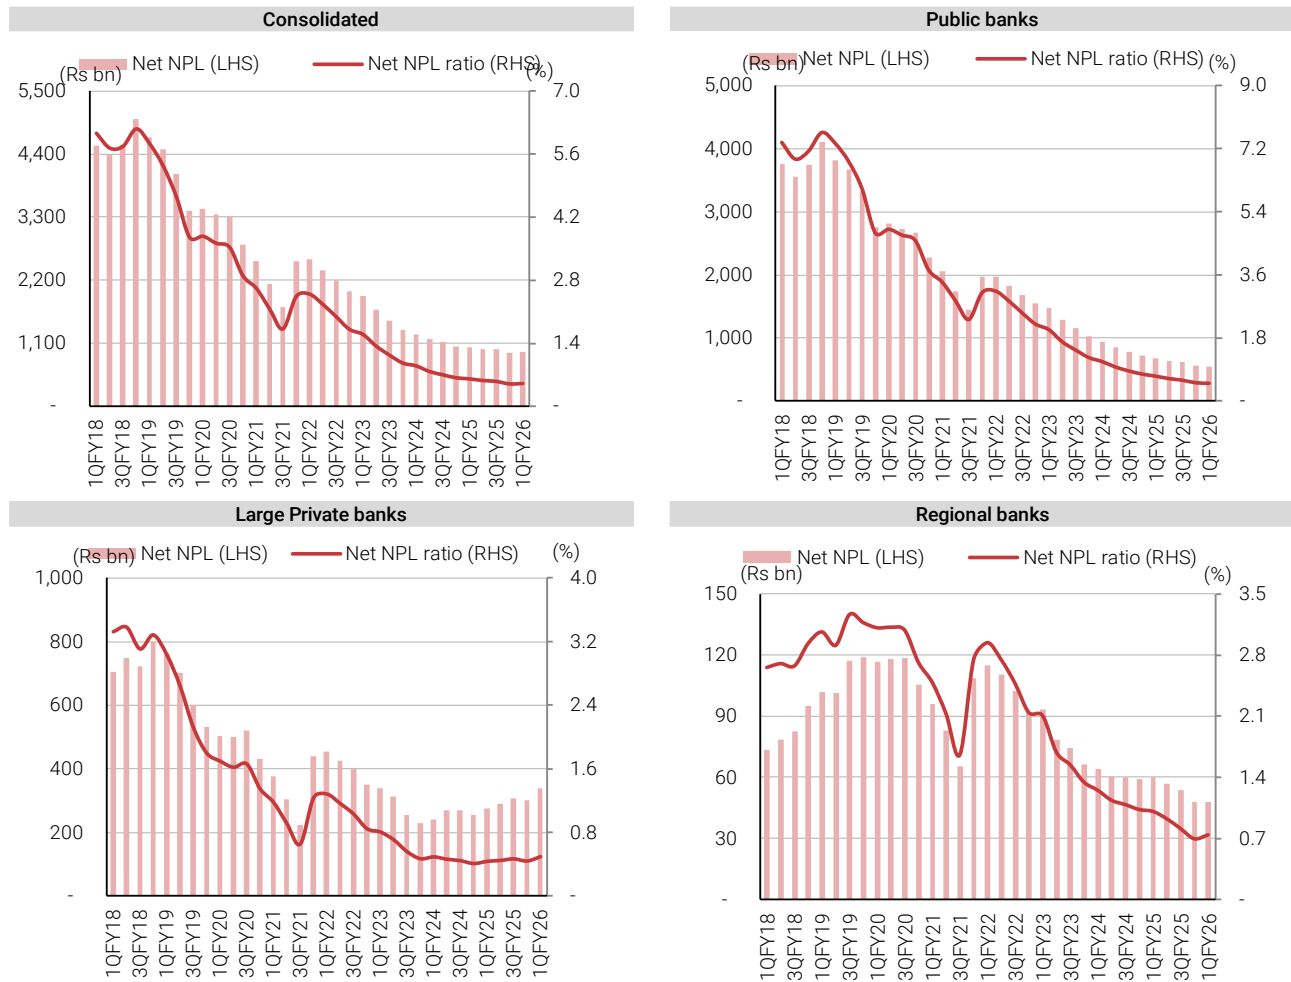 Consolidated
Net NPL (LHS) Net NPL ratio (RHS)
(Rs bn) (%)
5,500 7.0
4,400 5.6
3,300 4.2
2,200 2.8
1,100 1.4
- -
1QFY18 3QFY18 1QFY19 3QFY19 1QFY20 3QFY20 1QFY21 3QFY21 1QFY22 3QFY22 1QFY23 3QFY23 1QFY24 3QFY24 1QFY25 3QFY25 1QFY26
Public banks
Net NPL (LHS) Net NPL ratio (RHS)
(Rs bn) (%)
5,000 9.0
4,000 7.2
3,000 5.4
2,000 3.6
1,000 1.8
- -
1QFY18 3QFY18 1QFY19 3QFY19 1QFY20 3QFY20 1QFY21 3QFY21 1QFY22 3QFY22 1QFY23 3QFY23 1QFY24 3QFY24 1QFY25 3QFY25 1QFY26
Large Private banks
Net NPL (LHS) Net NPL ratio (RHS)
(Rs bn) (%)
1,000 4.0
800 3.2
600 2.4
400 1.6
200 0.8
- -
1QFY18 3QFY18 1QFY19 3QFY19 1QFY20 3QFY20 1QFY21 3QFY21 1QFY22 3QFY22 1QFY23 3QFY23 1QFY24 3QFY24 1QFY25 3QFY25 1QFY26
Regional banks
Net NPL (LHS) Net NPL ratio (RHS)
(Rs bn) (%)
150 3.5
120 2.8
90 2.1
60 1.4
30 0.7
- -
1QFY18 3QFY18 1QFY19 3QFY19 1QFY20 3QFY20 1QFY21 3QFY21 1QFY22 3QFY22 1QFY23 3QFY23 1QFY24 3QFY24 1QFY25 3QFY25 1QFY26